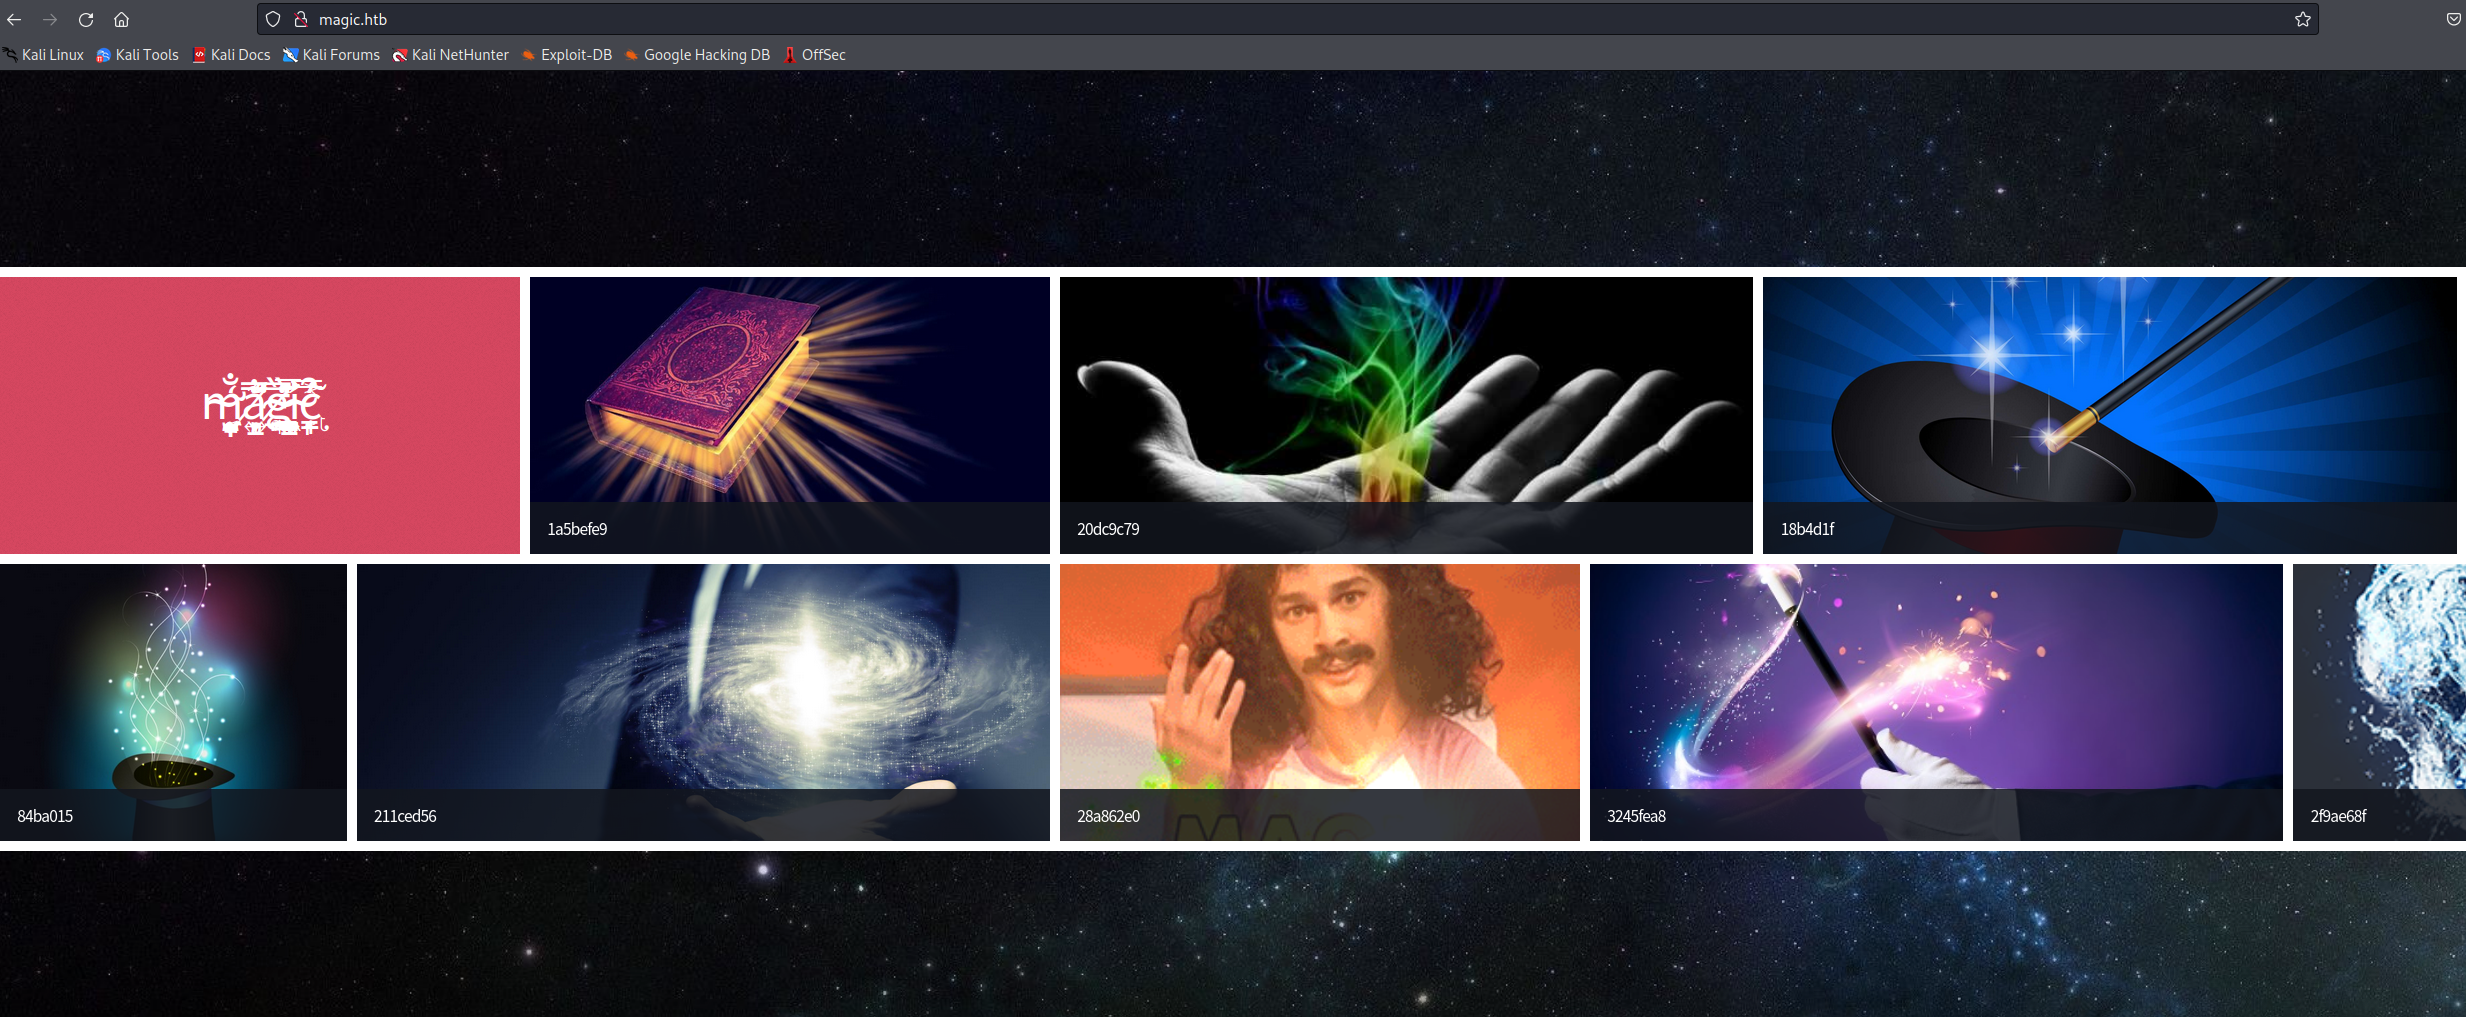 magic.htb
Kali Linux Kali Tools Kali Docs Kali Forums Kali NetHunter Exploit-DB Google Hacking DB OffSec
magic
1a5befe9
20dc9c79
18b4d1f
84ba015
211ced56
28a862e0
3245fea8
2f9ae68f